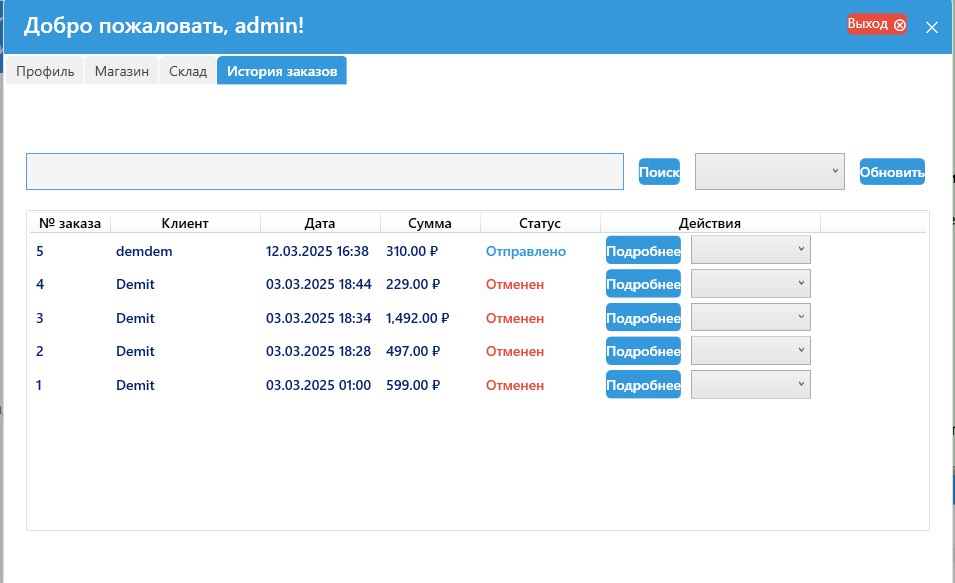 Добро пожаловать, admin!
Выход
Профиль Магазин Склад История заказов
Поиск Обновить
№ заказа Клиент Дата Сумма Статус Действия
5 demdem 12.03.2025 16:38 310.00 ₽ Отправлено Подробнее
4 Demit 03.03.2025 18:44 229.00 ₽ Отменен Подробнее
3 Demit 03.03.2025 18:34 1,492.00 ₽ Отменен Подробнее
2 Demit 03.03.2025 18:28 497.00 ₽ Отменен Подробнее
1 Demit 03.03.2025 01:00 599.00 ₽ Отменен Подробнее